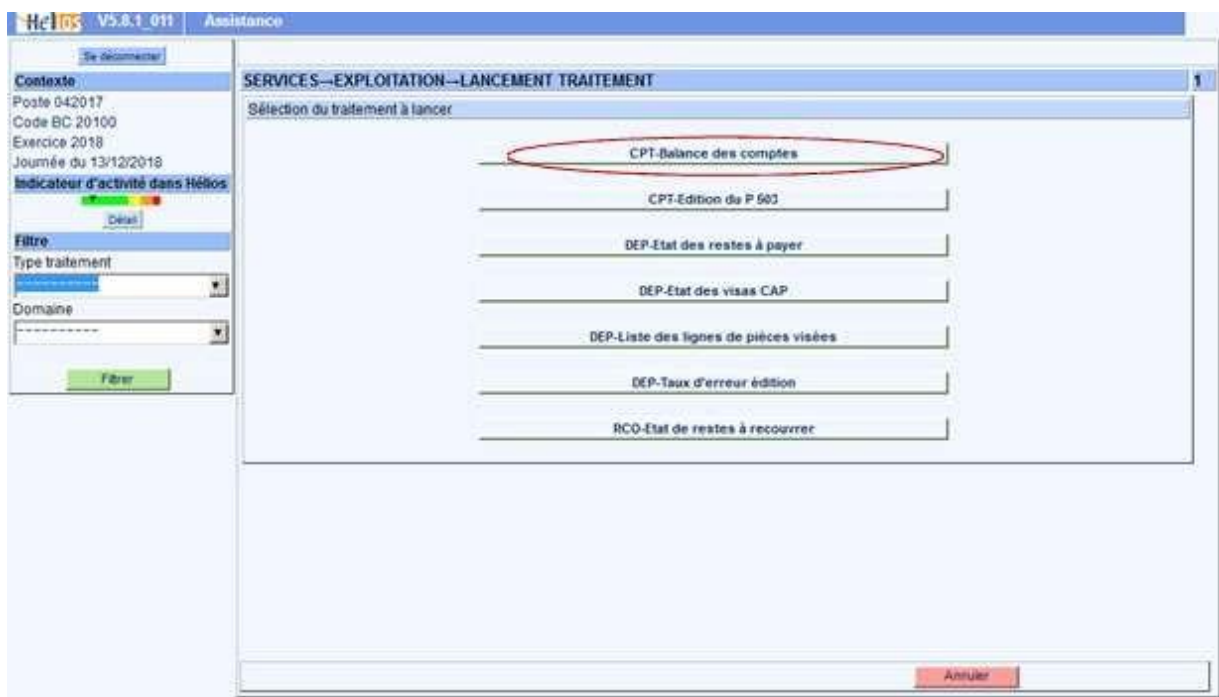 Hélios V5.8.1_011 Assistance
Se déconnecter
Contexte
Poste 042017
Code BC 20100
Exercice 2018
Journée du 13/12/2018
Indicateur d'activité dans Hélios
Détail
Filtre
Type traitement
----------
Domaine
----------
Filtrer
SERVICES→EXPLOITATION→LANCEMENT TRAITEMENT 1
Sélection du traitement à lancer
CPT-Balance des comptes
CPT-Edition du P 503
DEP-Etat des restes à payer
DEP-Etat des visas CAP
DEP-Liste des lignes de pièces visées
DEP-Taux d'erreur édition
RCO-Etat de restes à recouvrer
Annuler